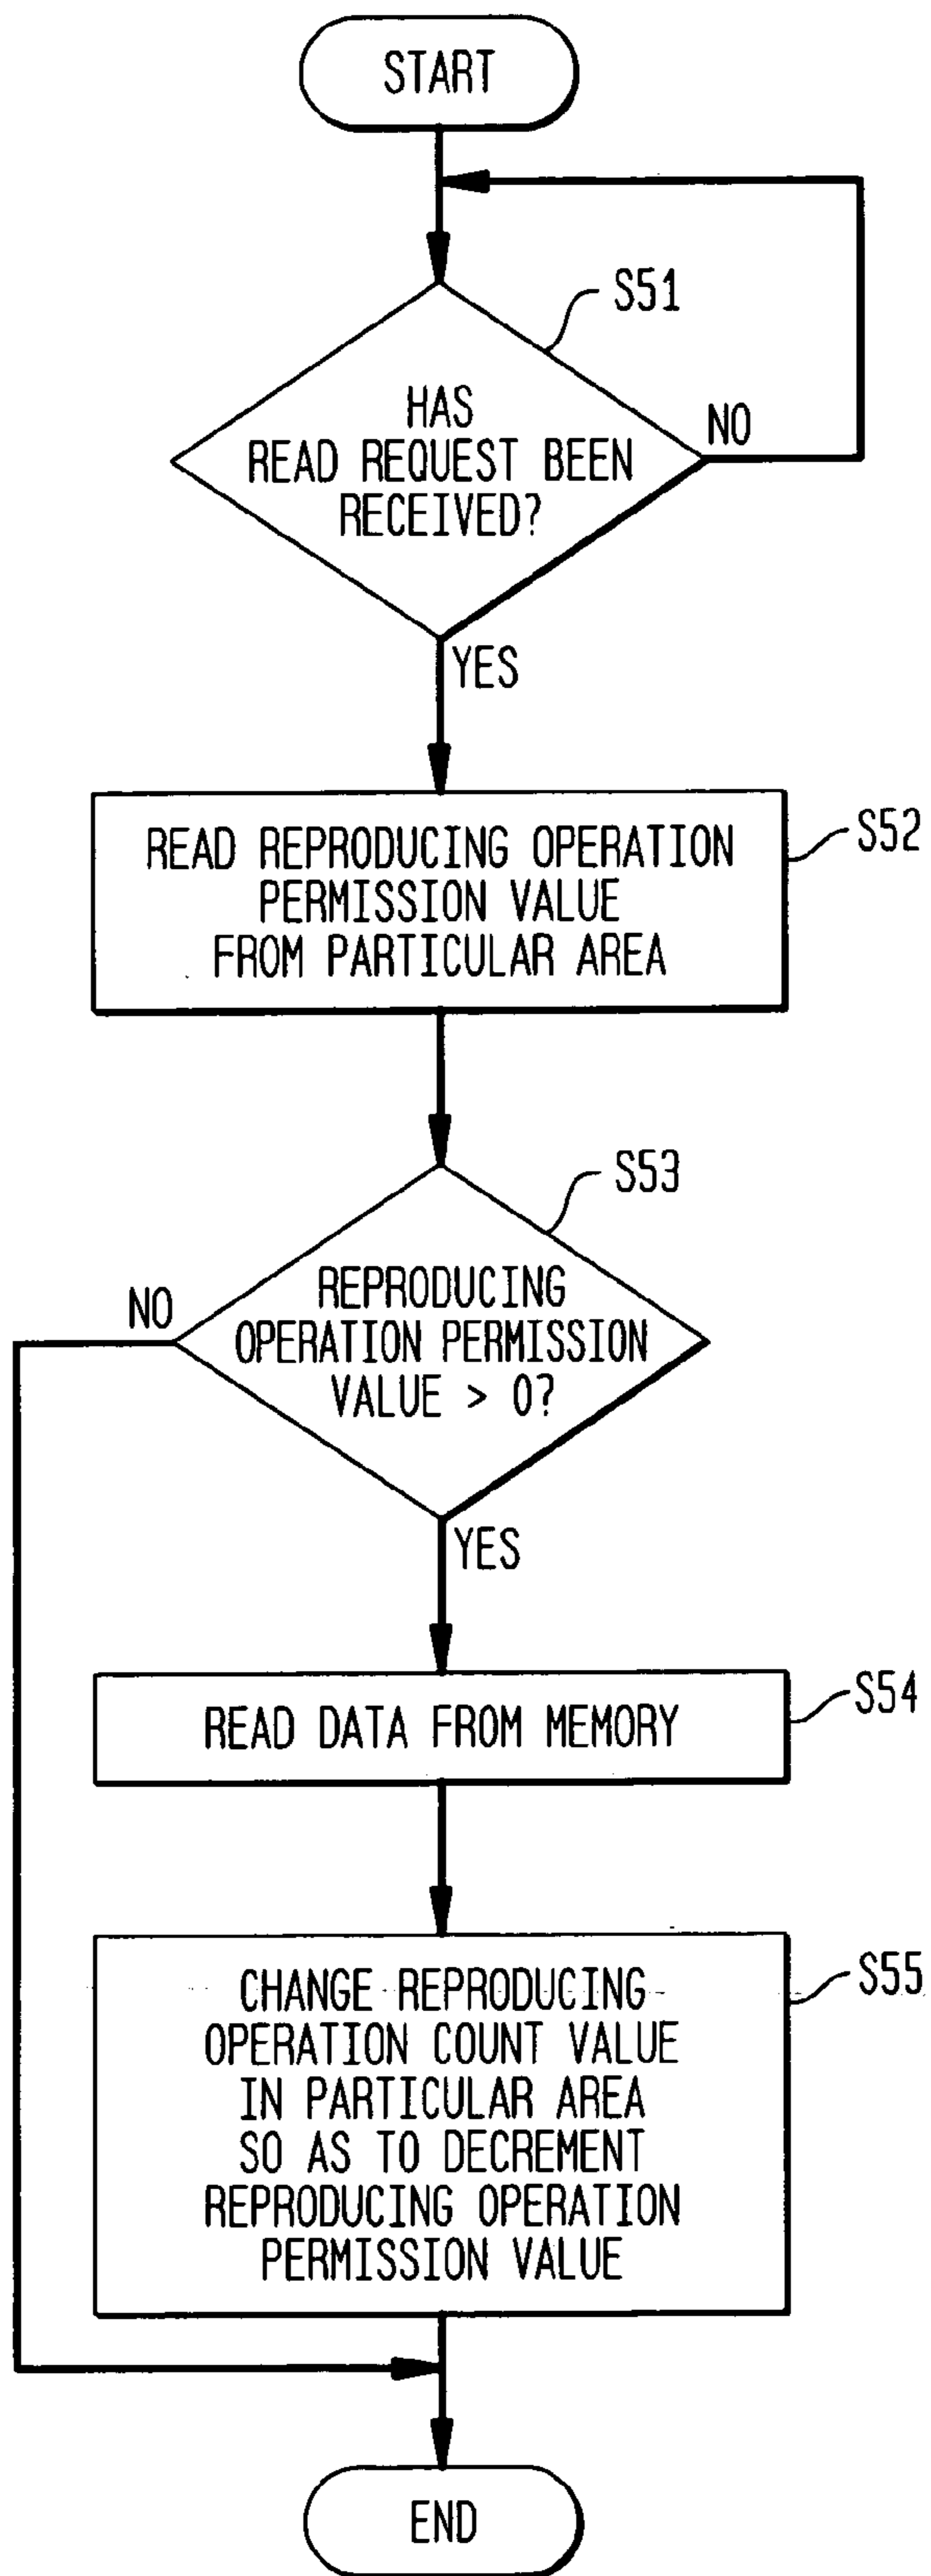 START
S51
HAS
READ REQUEST BEEN
RECEIVED?
NO
YES
S52
READ REPRODUCING OPERATION
PERMISSION VALUE
FROM PARTICULAR AREA
S53
REPRODUCING
OPERATION PERMISSION
VALUE > 0?
NO
YES
S54
READ DATA FROM MEMORY
S55
CHANGE REPRODUCING
OPERATION COUNT VALUE
IN PARTICULAR AREA
SO AS TO DECREMENT
REPRODUCING OPERATION
PERMISSION VALUE
END